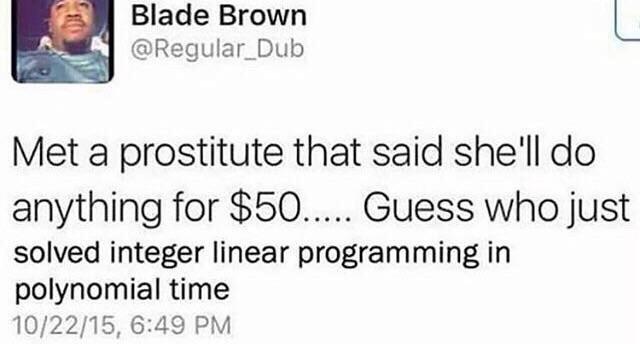 Blade Brown
@Regular_Dub
Met a prostitute that said she'll do
anything for $50..... Guess who just
solved integer linear programming in
polynomial time
10/22/15, 6:49 PM